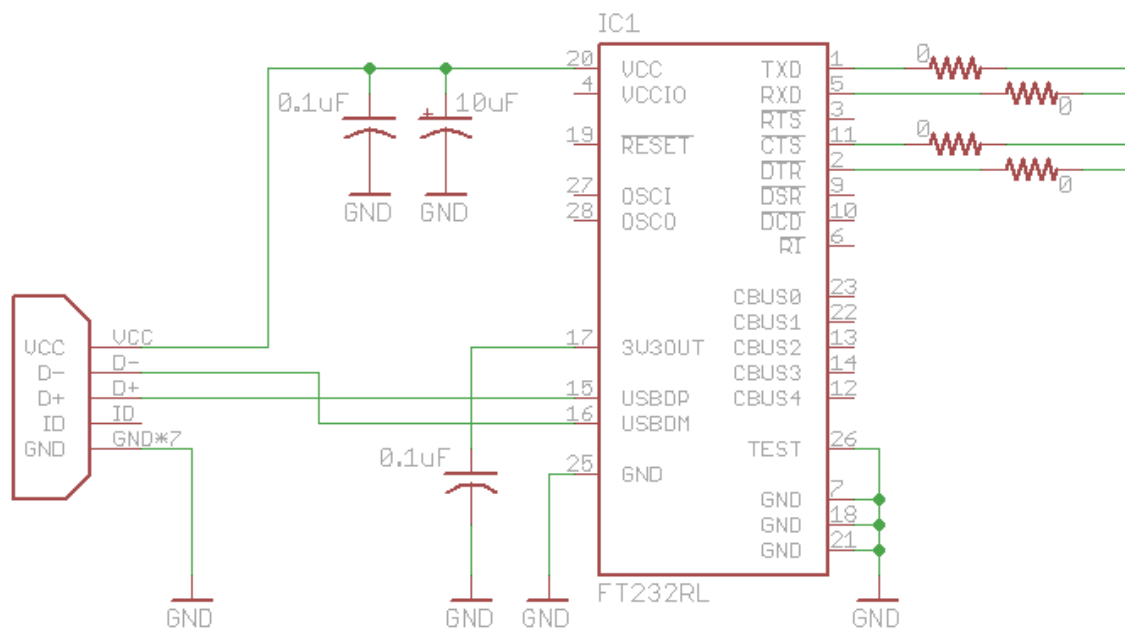 IC1
20 VCC TXD 1 0
4 VCCIO RXD 5 0
RTS 3
0.1uF + 10uF
19 RESET CTS 11 0
DTR 2 0
27 OSCI DSR 9
28 OSCO DCD 10
GND GND
RI 6
CBUS0 23
CBUS1 22
VCC VCC 17 3V3OUT CBUS2 13
D- D- CBUS3 14
D+ D+ 15 USBDP CBUS4 12
ID ID 16 USBDM
GND GND*7 TEST 26
0.1uF 25 GND
GND 7
GND 18
GND 21
FT232RL
GND GND GND GND